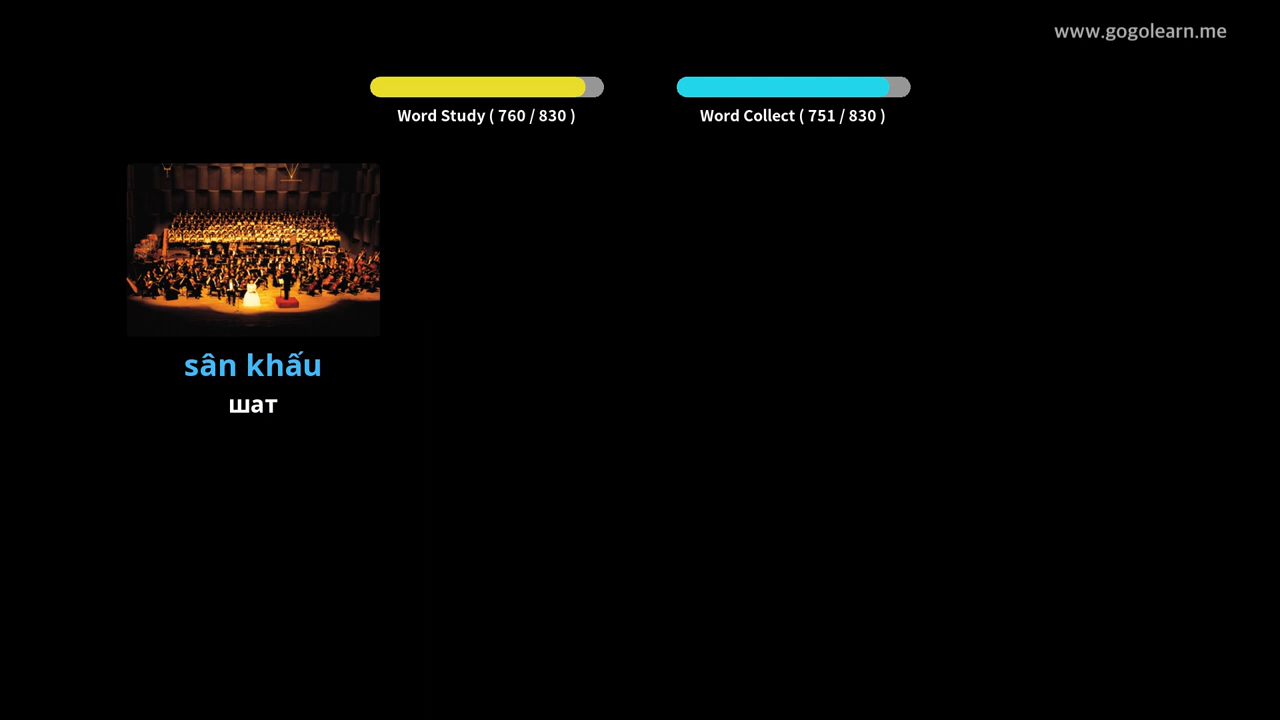 www.gogolearn.me
Word Study ( 760 / 830 )
Word Collect ( 751 / 830 )
sân khấu
шат